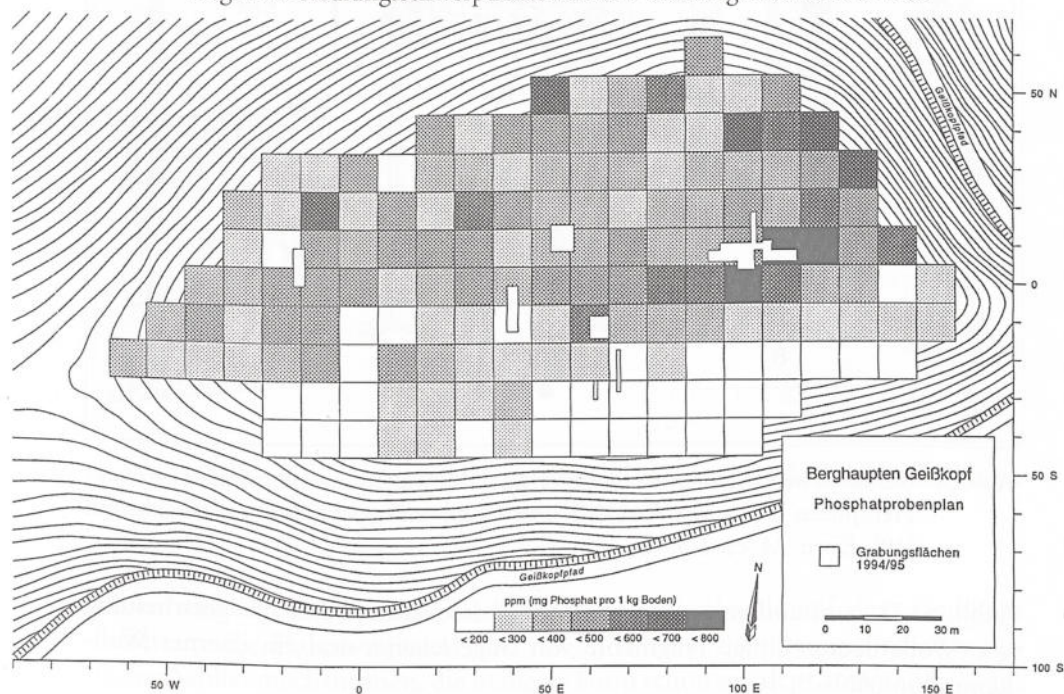 Geißkopfpfad
50 N
0
50 S
100 S
Berghaupten Geißkopf
Phosphatprobenplan
Grabungsflächen
1994/95
N
0 10 20 30 m
Geißkopfpfad
ppm (mg Phosphat pro 1 kg Boden)
<200 <300 <400 <500 <600 <700 <800
50 W 0 50 E 100 E 150 E